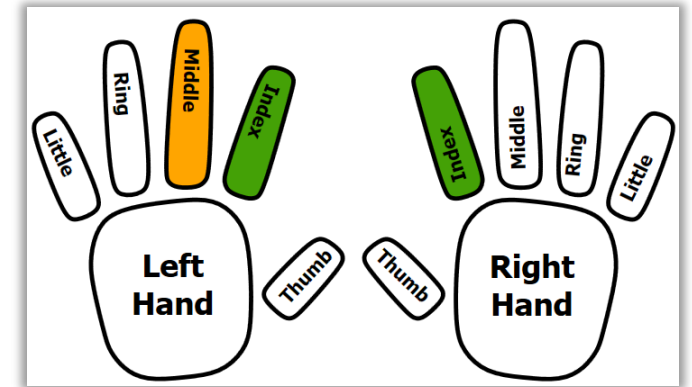 Little
Ring
Middle
Index
Thumb
Left
Hand
Thumb
Index
Middle
Ring
Little
Right
Hand